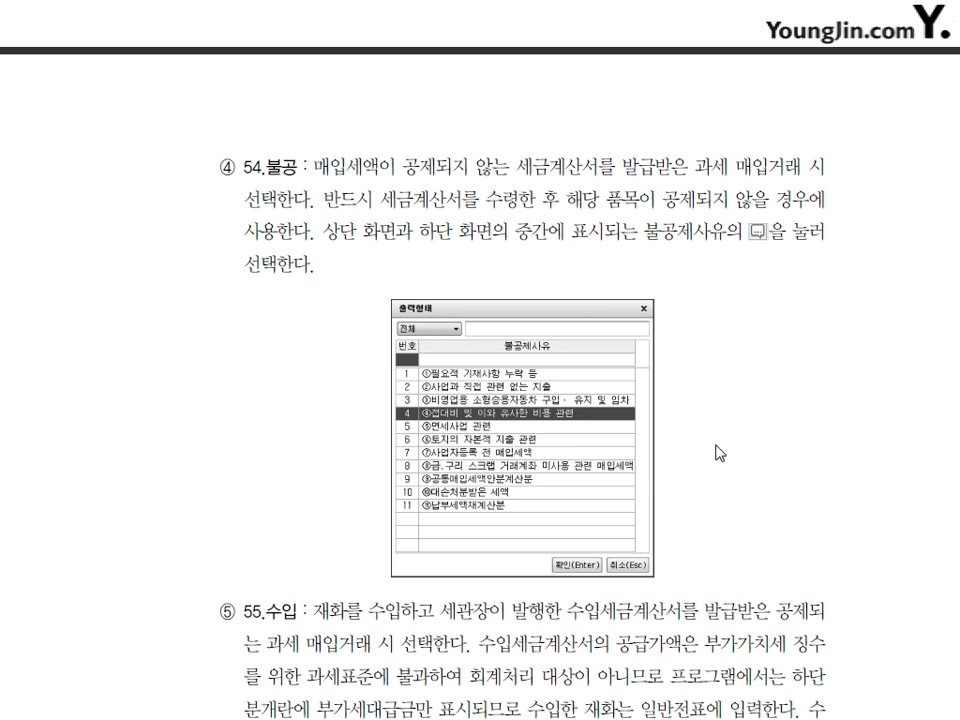 YoungJin.com Y.
④ 54.불공 : 매입세액이 공제되지 않는 세금계산서를 발급받은 과세 매입거래 시
선택한다. 반드시 세금계산서를 수령한 후 해당 품목이 공제되지 않을 경우에
사용한다. 상단 화면과 하단 화면의 중간에 표시되는 불공제사유의 을 눌러
선택한다.
출력형태 x
전체
번호 불공제사유
1 ①필요적 기재사항 누락 등
2 ②사업과 직접 관련 없는 지출
3 ③비영업용 소형승용자동차 구입· 유지 및 임차
4 ④접대비 및 이와 유사한 비용 관련
5 ⑤면세사업 관련
6 ⑥토지의 자본적 지출 관련
7 ⑦사업자등록 전 매입세액
8 ⑧금.구리 스크랩 거래계좌 미사용 관련 매입세액
9 ⑨공통매입세액안분계산분
10 ⑩대손처분받은 세액
11 ⑪납부세액재계산분
확인(Enter) 취소(Esc)
⑤ 55.수입 : 재화를 수입하고 세관장이 발행한 수입세금계산서를 발급받은 공제되
는 과세 매입거래 시 선택한다. 수입세금계산서의 공급가액은 부가가치세 징수
를 위한 과세표준에 불과하여 회계처리 대상이 아니므로 프로그램에서는 하단
분개란에 부가세대급금만 표시되므로 수입한 재화는 일반전표에 입력한다. 수